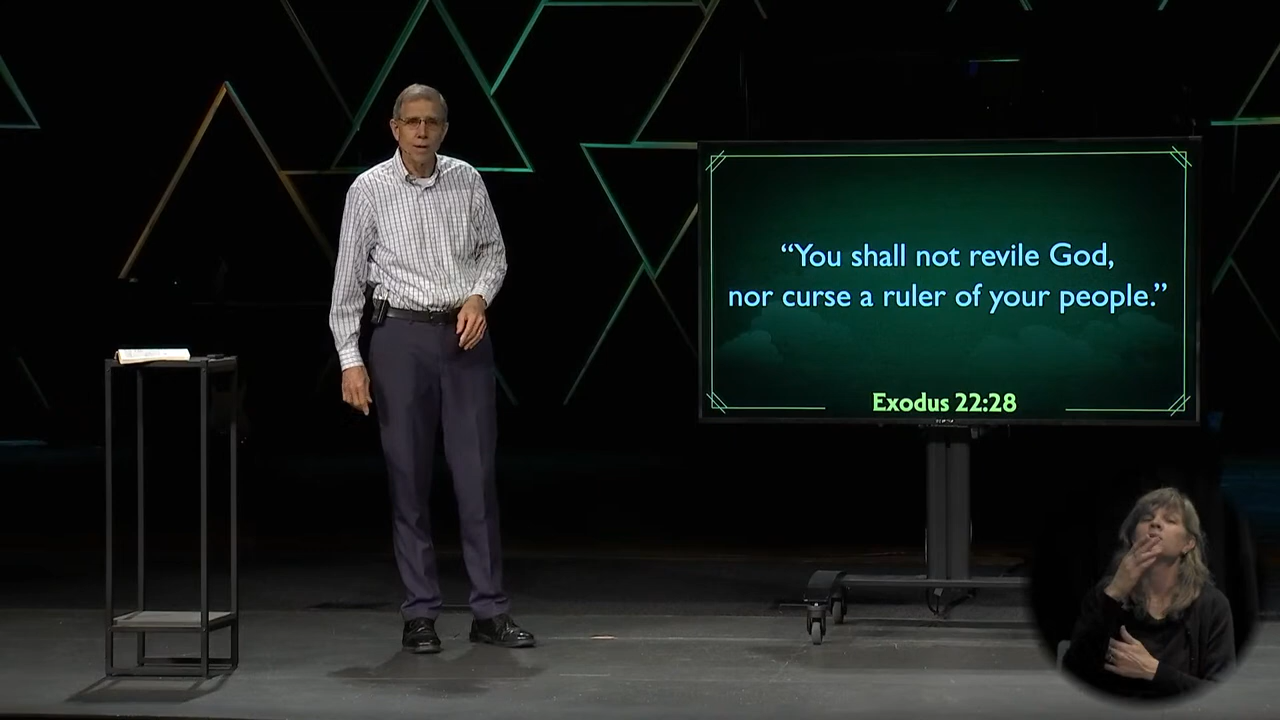 “You shall not revile God,
nor curse a ruler of your people.”
Exodus 22:28